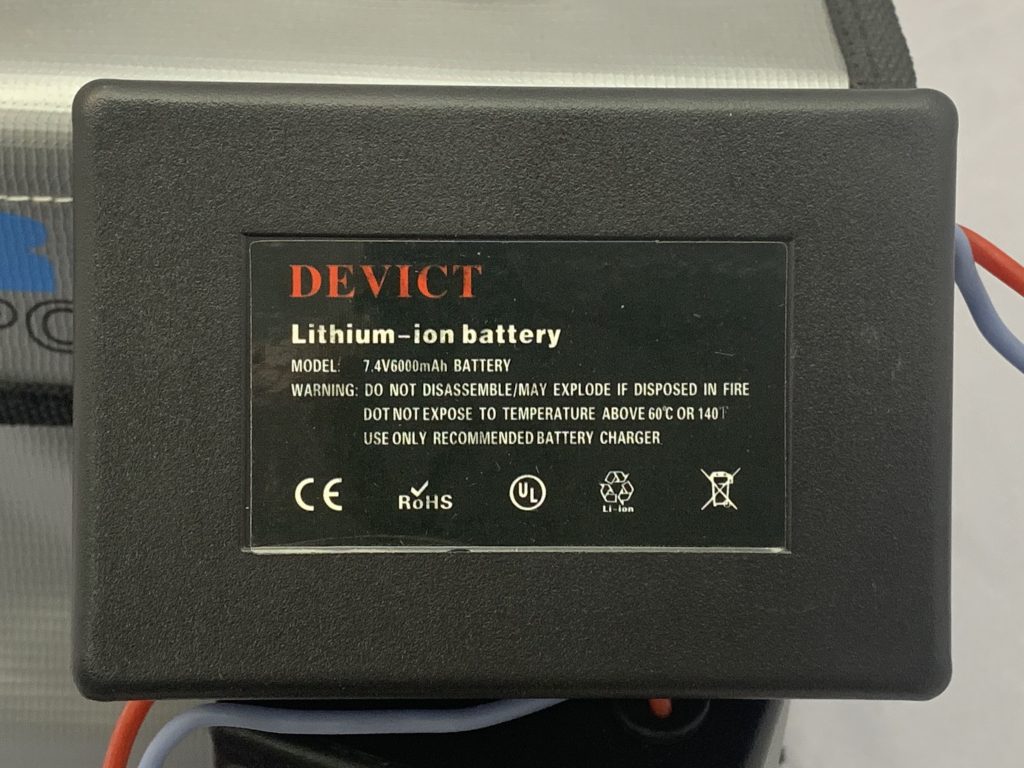 DEVICT
Lithium-ion battery
MODEL: 7.4V6000mAh BATTERY
WARNING: DO NOT DISASSEMBLE/MAY EXPLODE IF DISPOSED IN FIRE
DOT NOT EXPOSE TO TEMPERATURE ABOVE 60℃ OR 140℉
USE ONLY RECOMMENDED BATTERY CHARGER
CE RoHS UL Li-ion